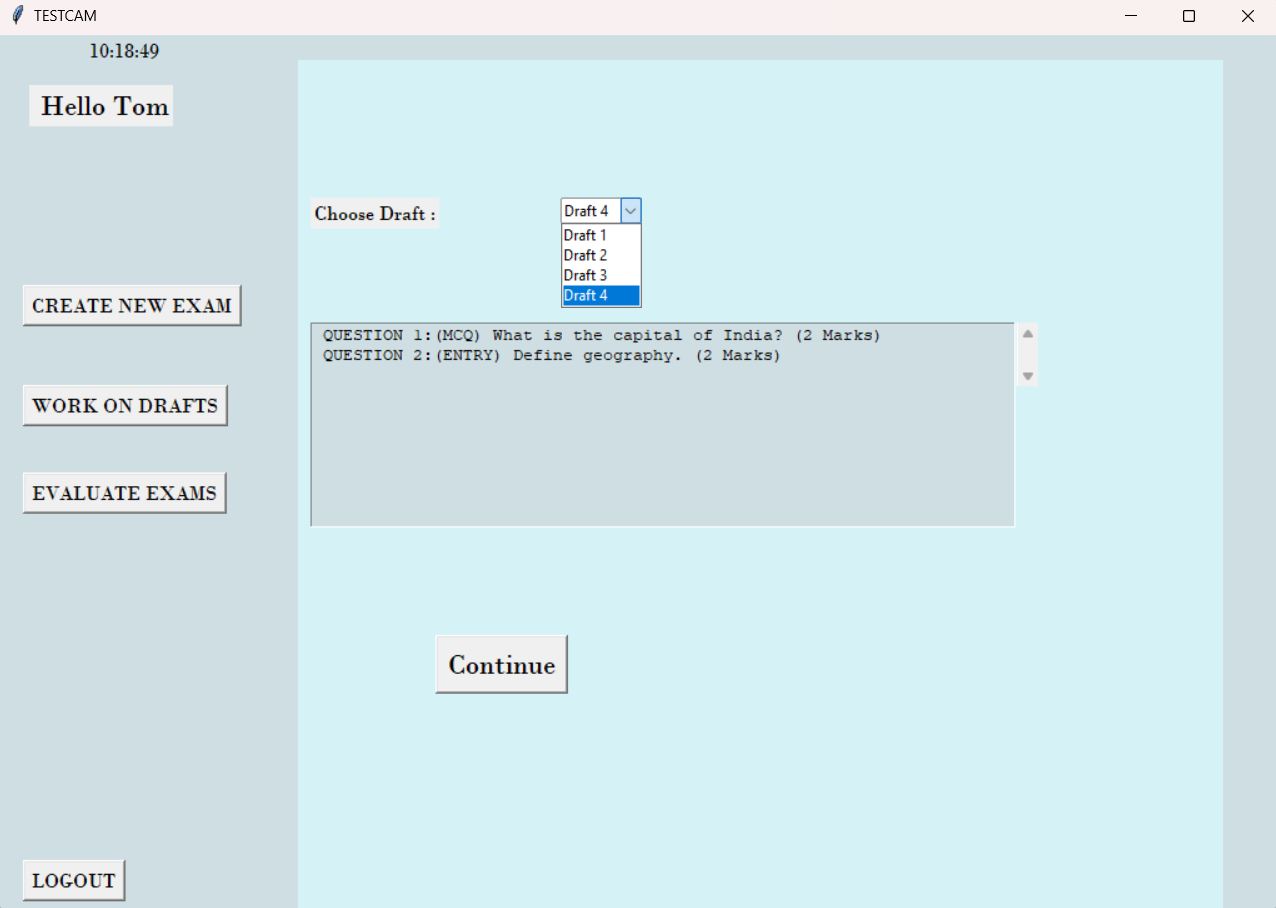 TESTCAM
10:18:49
Hello Tom
Choose Draft :
Draft 4
Draft 1
Draft 2
Draft 3
Draft 4
CREATE NEW EXAM
QUESTION 1:(MCQ) What is the capital of India? (2 Marks)
QUESTION 2:(ENTRY) Define geography. (2 Marks)
WORK ON DRAFTS
EVALUATE EXAMS
Continue
LOGOUT